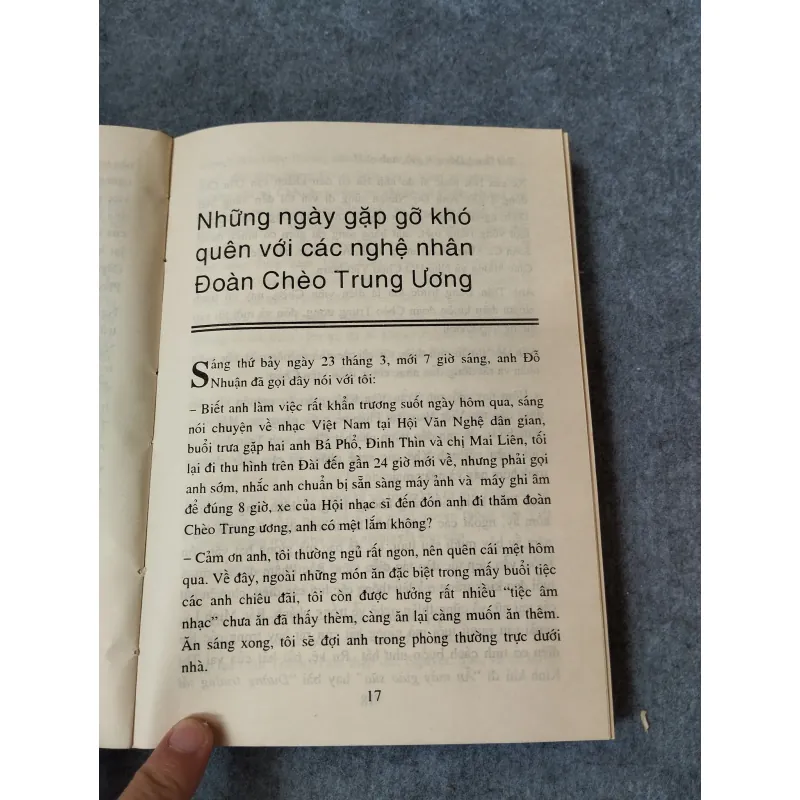 Những ngày gặp gỡ khó
quên với các nghệ nhân
Đoàn Chèo Trung Ương
Sáng thứ bảy ngày 23 tháng 3, mới 7 giờ sáng, anh Đỗ
Nhuận đã gọi dây nói với tôi:
– Biết anh làm việc rất khẩn trương suốt ngày hôm qua, sáng
nói chuyện về nhạc Việt Nam tại Hội Văn Nghệ dân gian,
buổi trưa gặp hai anh Bá Phổ, Đinh Thìn và chị Mai Liên, tối
lại đi thu hình trên Đài đến gần 24 giờ mới về, nhưng phải gọi
anh sớm, nhắc anh chuẩn bị sẵn sàng máy ảnh và máy ghi âm
để đúng 8 giờ, xe của Hội nhạc sĩ đến đón anh đi thăm đoàn
Chèo Trung ương, anh có mệt lắm không?
– Cảm ơn anh, tôi thường ngủ rất ngon, nên quên cái mệt hôm
qua. Về đây, ngoài những món ăn đặc biệt trong mấy buổi tiệc
các anh chiêu đãi, tôi còn được hưởng rất nhiều “tiệc âm
nhạc” chưa ăn đã thấy thèm, càng ăn lại càng muốn ăn thêm.
Ăn sáng xong, tôi sẽ đợi anh trong phòng thường trực dưới
nhà.
17